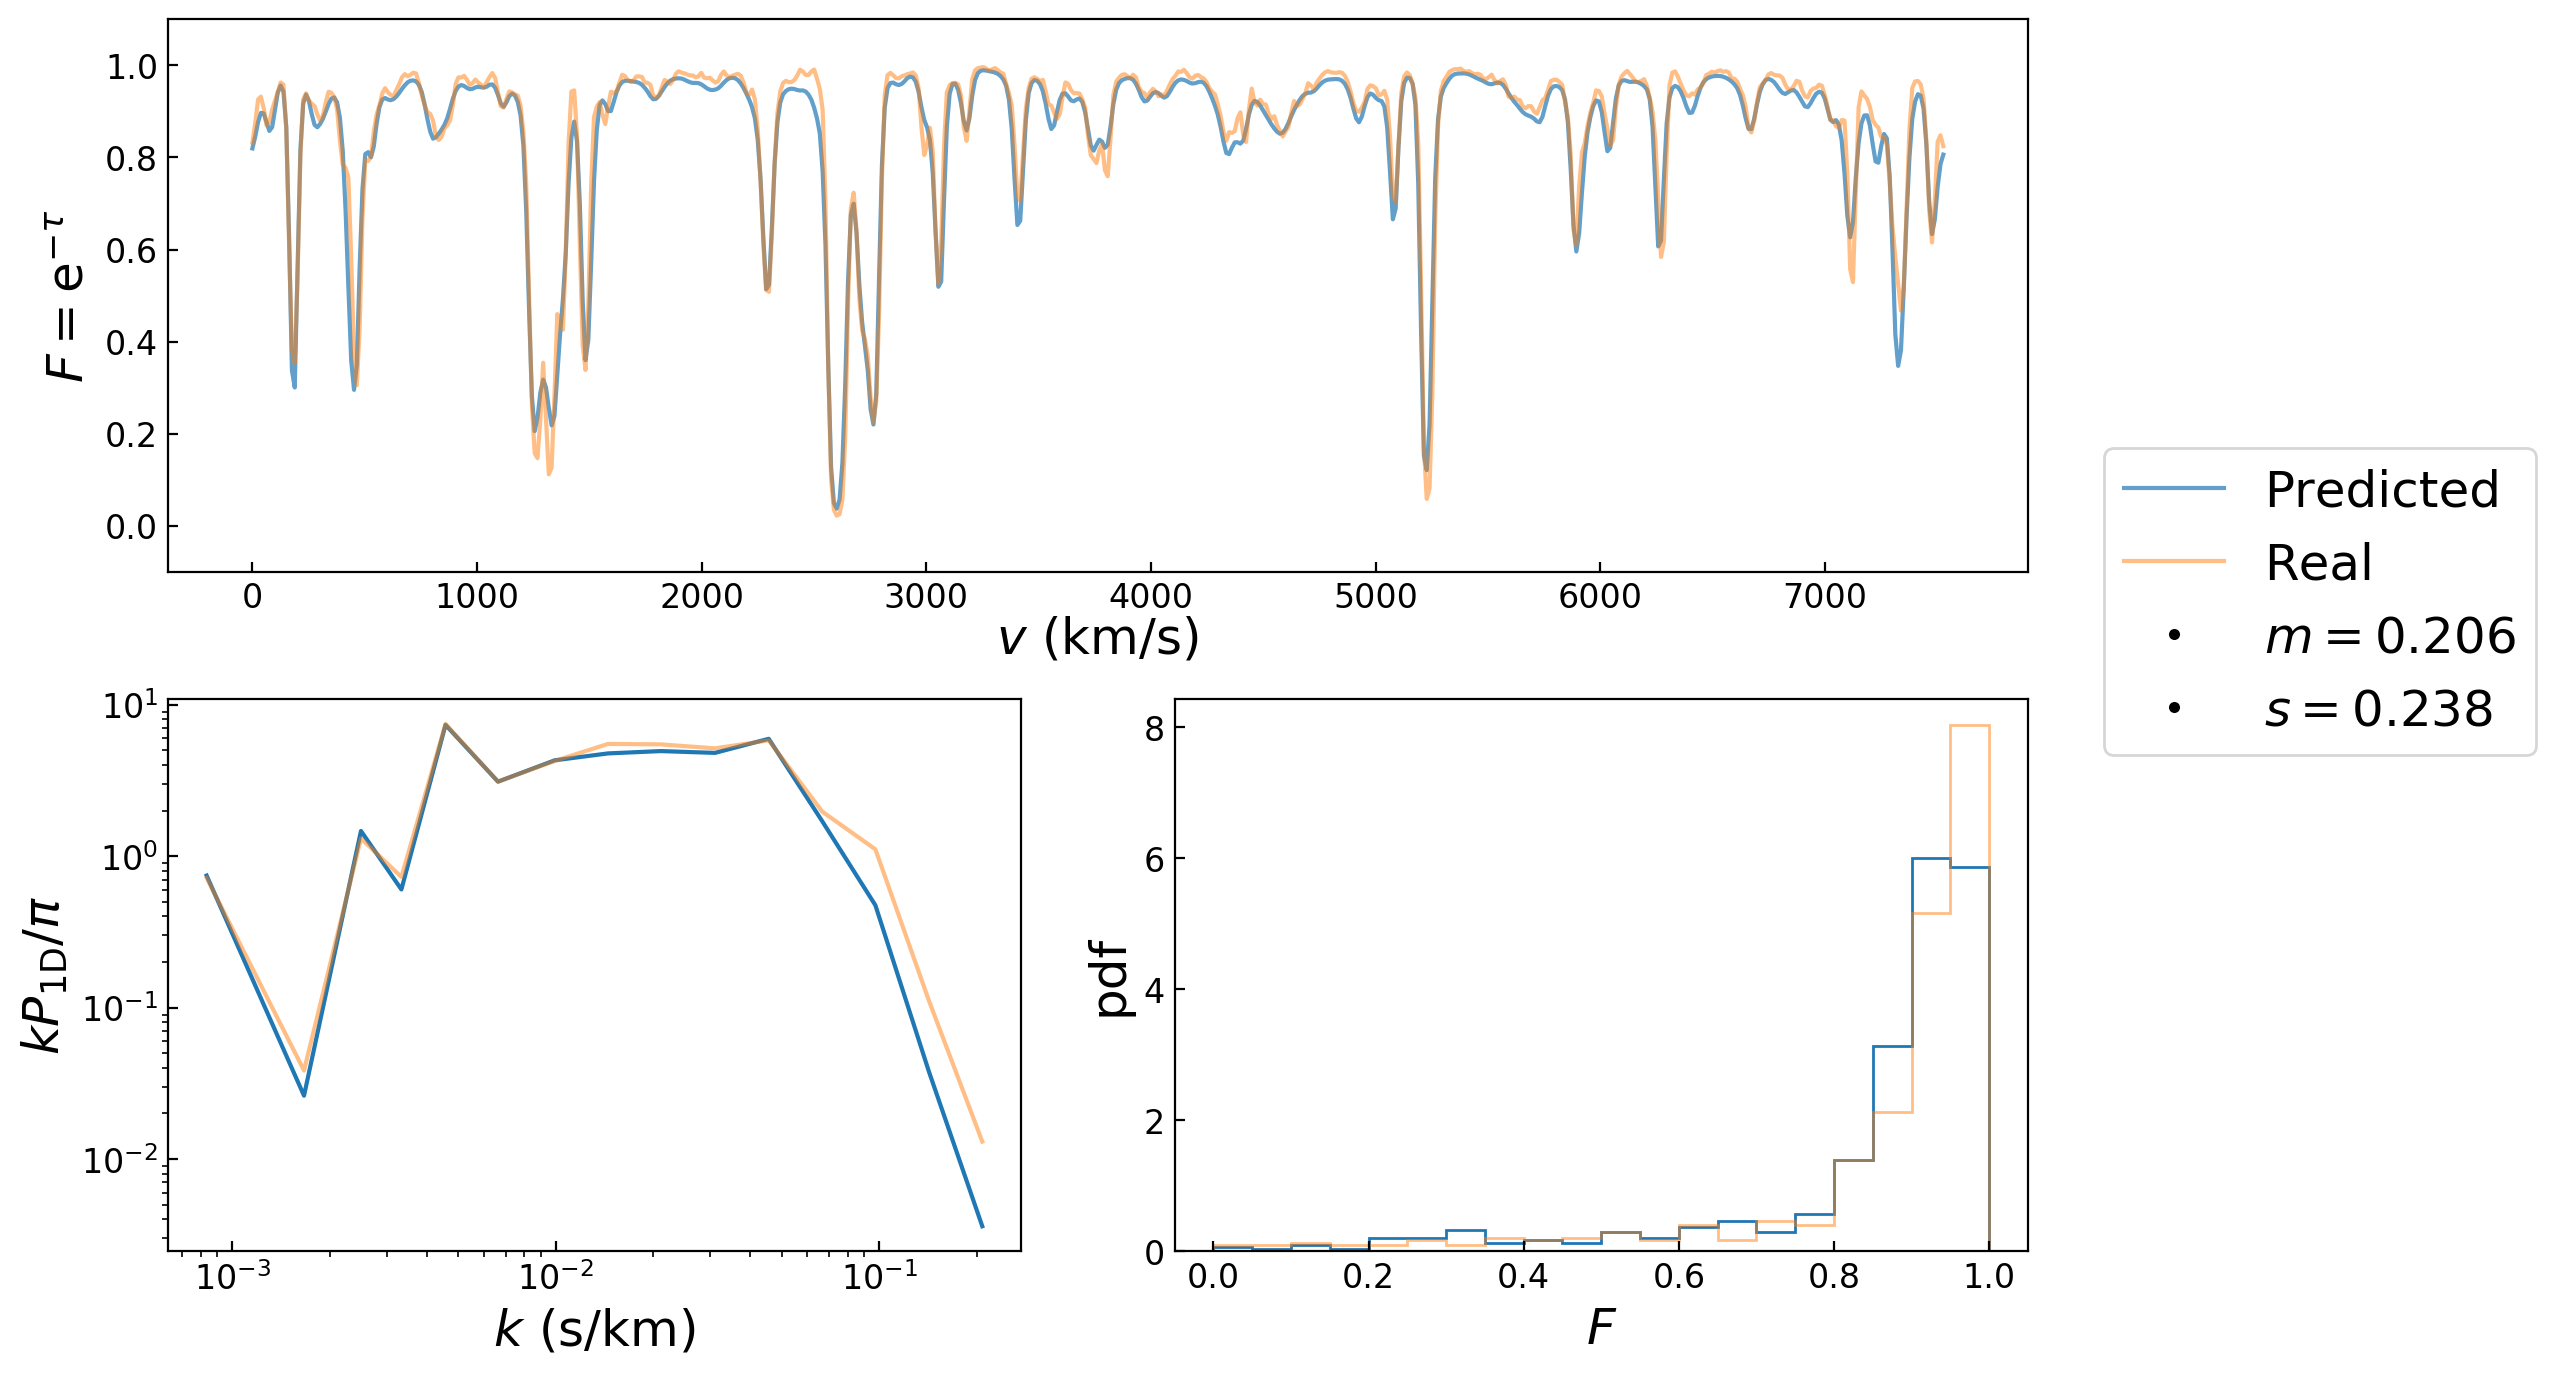 1.0
0.8
0.6
0.4
0.2
0.0
F = e^{−τ}
0 1000 2000 3000 4000 5000 6000 7000
v (km/s)
Predicted
Real
m = 0.206
s = 0.238
10^1
10^0
10^{−1}
10^{−2}
kP_{1D}/π
10^{−3} 10^{−2} 10^{−1}
k (s/km)
8
6
4
2
0
pdf
0.0 0.2 0.4 0.6 0.8 1.0
F